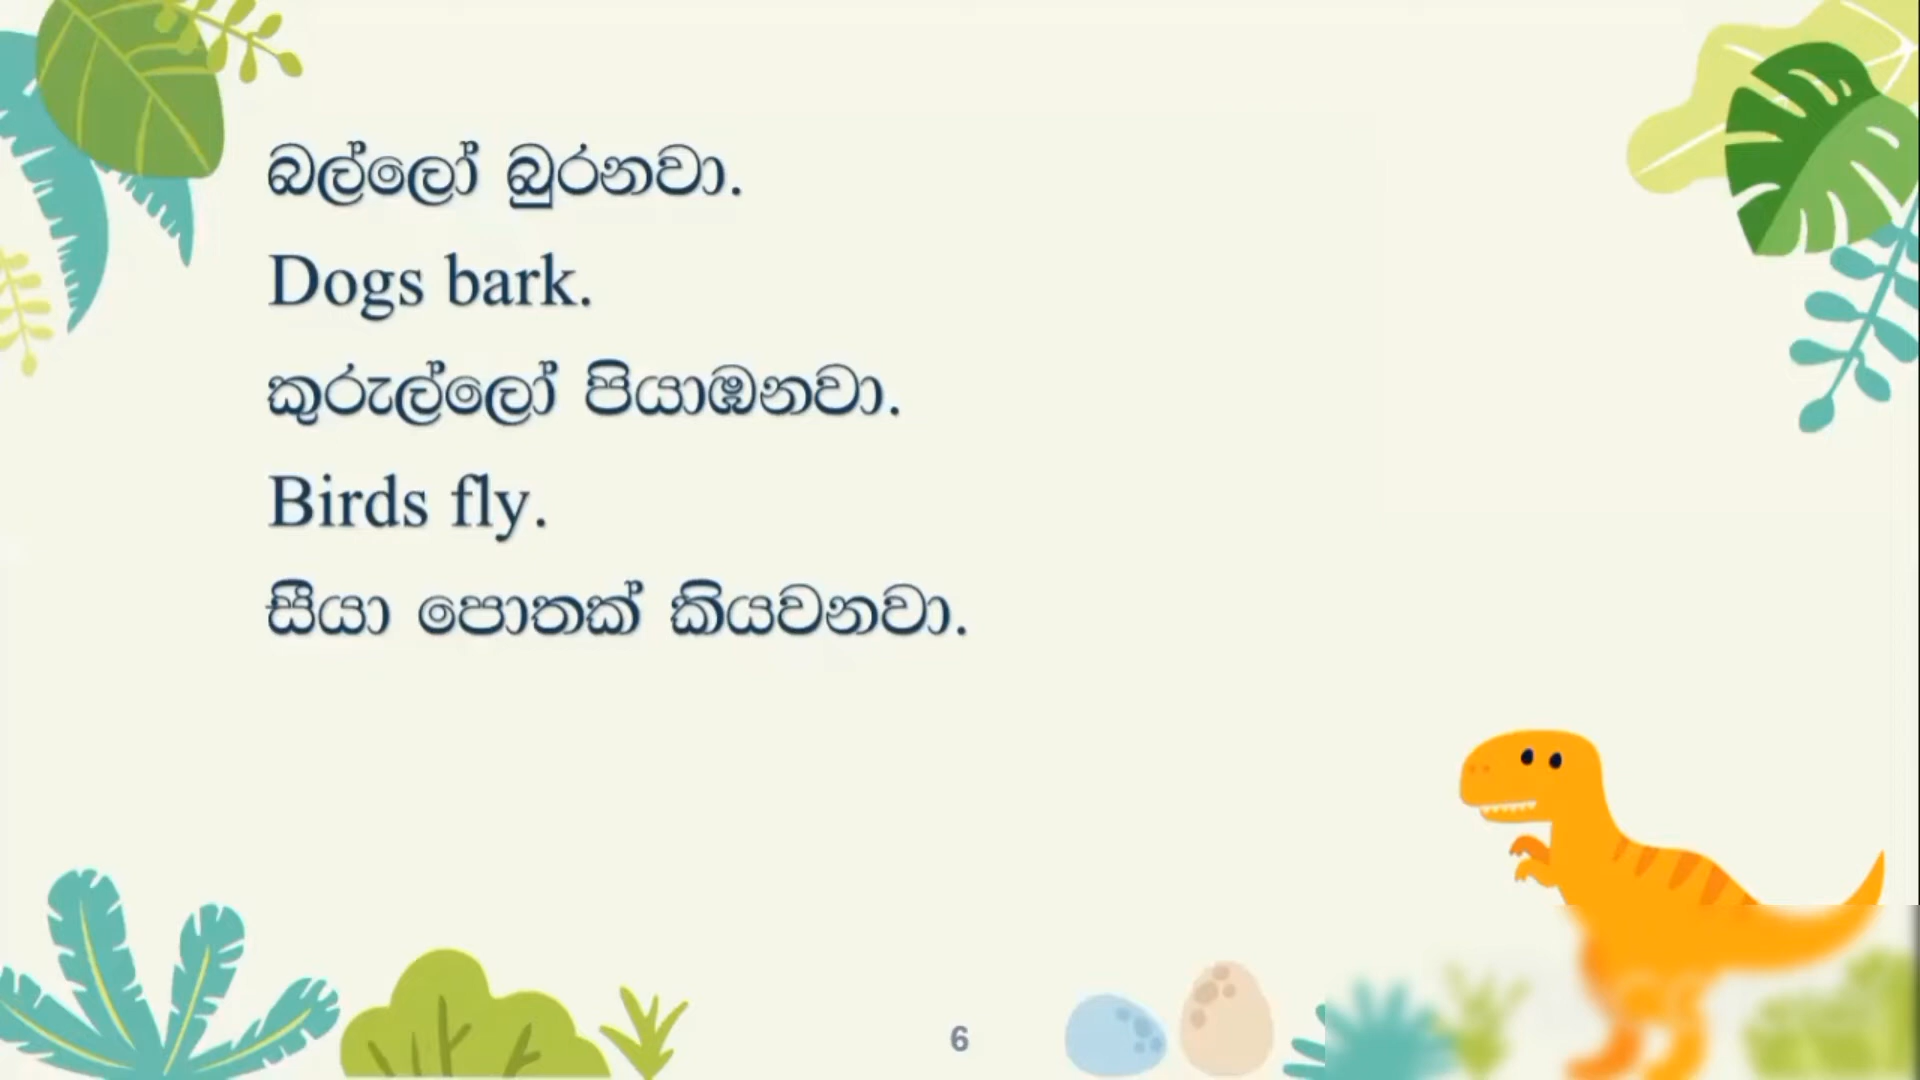 බල්ලෝ බුරනවා.
Dogs bark.
කුරුල්ලෝ පියාඹනවා.
Birds fly.
සීයා පොතක් කියවනවා.
6